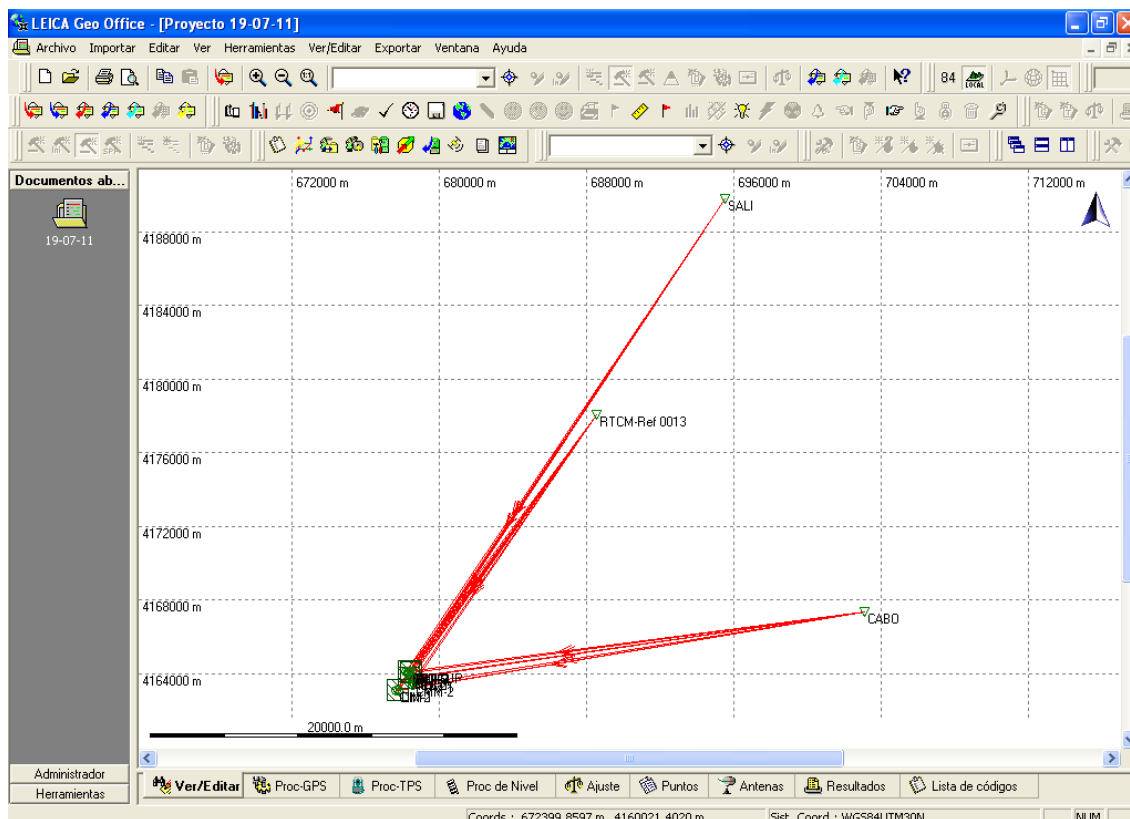 LEICA Geo Office - [Proyecto 19-07-11]
Archivo Importar Editar Ver Herramientas Ver/Editar Exportar Ventana Ayuda
84
LOCAL
Documentos ab...
19-07-11
672000 m 680000 m 688000 m 696000 m 704000 m 712000 m
SALI
4188000 m
4184000 m
4180000 m
RTCM-Ref 0013
4176000 m
4172000 m
4168000 m
CABO
4164000 m
20000.0 m
Administrador
Herramientas
Ver/Editar Proc-GPS Proc-TPS Proc de Nivel Ajuste Puntos Antenas Resultados Lista de códigos
Coords.: 672399.8597 m, 4160021.4020 m Sist. Coord.: WGS84UTM30N NUM